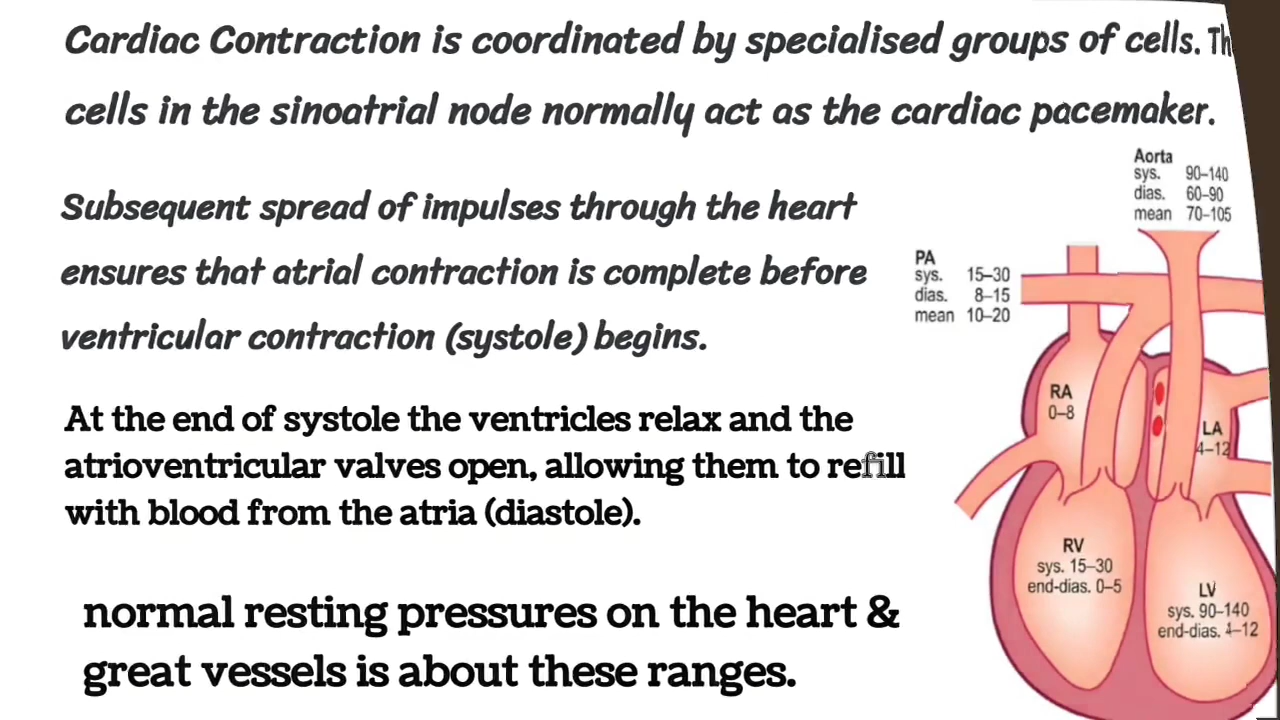 Cardiac Contraction is coordinated by specialised groups of cells. Th
cells in the sinoatrial node normally act as the cardiac pacemaker.
Subsequent spread of impulses through the heart
ensures that atrial contraction is complete before
ventricular contraction (systole) begins.
At the end of systole the ventricles relax and the
atrioventricular valves open, allowing them to refill
with blood from the atria (diastole).
normal resting pressures on the heart &
great vessels is about these ranges.
Aorta
sys. 90–140
dias. 60–90
mean 70–105
PA
sys. 15–30
dias. 8–15
mean 10–20
RA
0–8
LA
4–12
RV
sys. 15–30
end-dias. 0–5
LV
sys. 90–140
end-dias. 4–12